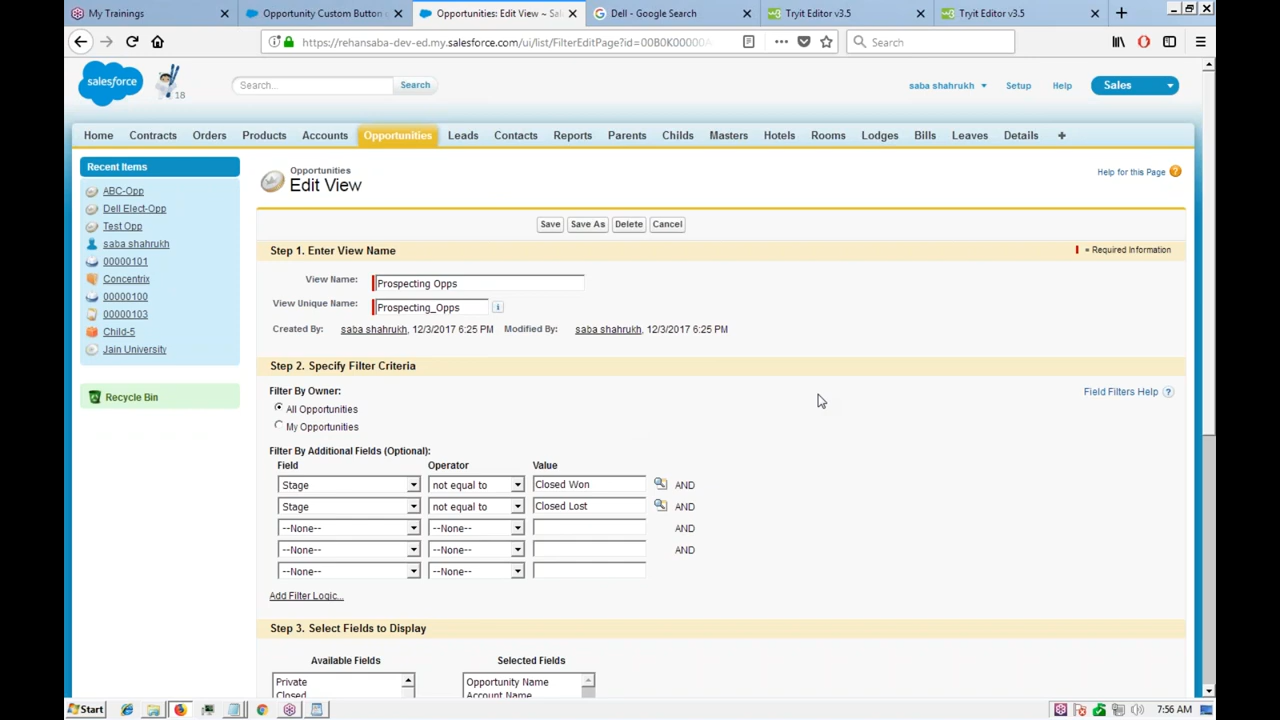 My Trainings
Opportunity Custom Button
Opportunities: Edit View ~ Sal
Dell - Google Search
Tryit Editor v3.5
Tryit Editor v3.5
https://rehansaba-dev-ed.my.salesforce.com/ui/list/FilterEditPage?id=00B0K00000A
Search
salesforce
18
Search...
Search
saba shahrukh
Setup
Help
Sales
Home Contracts Orders Products Accounts Opportunities Leads Contacts Reports Parents Childs Masters Hotels Rooms Lodges Bills Leaves Details +
Recent Items
ABC-Opp
Dell Elect-Opp
Test Opp
saba shahrukh
00000101
Concentrix
00000100
00000103
Child-5
Jain University
Recycle Bin
Opportunities
Edit View
Help for this Page ?
Save Save As Delete Cancel
Step 1. Enter View Name
= Required Information
View Name: Prospecting Opps
View Unique Name: Prospecting_Opps i
Created By: saba shahrukh, 12/3/2017 6:25 PM Modified By: saba shahrukh, 12/3/2017 6:25 PM
Step 2. Specify Filter Criteria
Filter By Owner:
Field Filters Help ?
All Opportunities
My Opportunities
Filter By Additional Fields (Optional):
Field Operator Value
Stage not equal to Closed Won AND
Stage not equal to Closed Lost AND
--None-- --None-- AND
--None-- --None-- AND
--None-- --None--
Add Filter Logic...
Step 3. Select Fields to Display
Available Fields Selected Fields
Private Opportunity Name
Closed Account Name
Start
7:56 AM